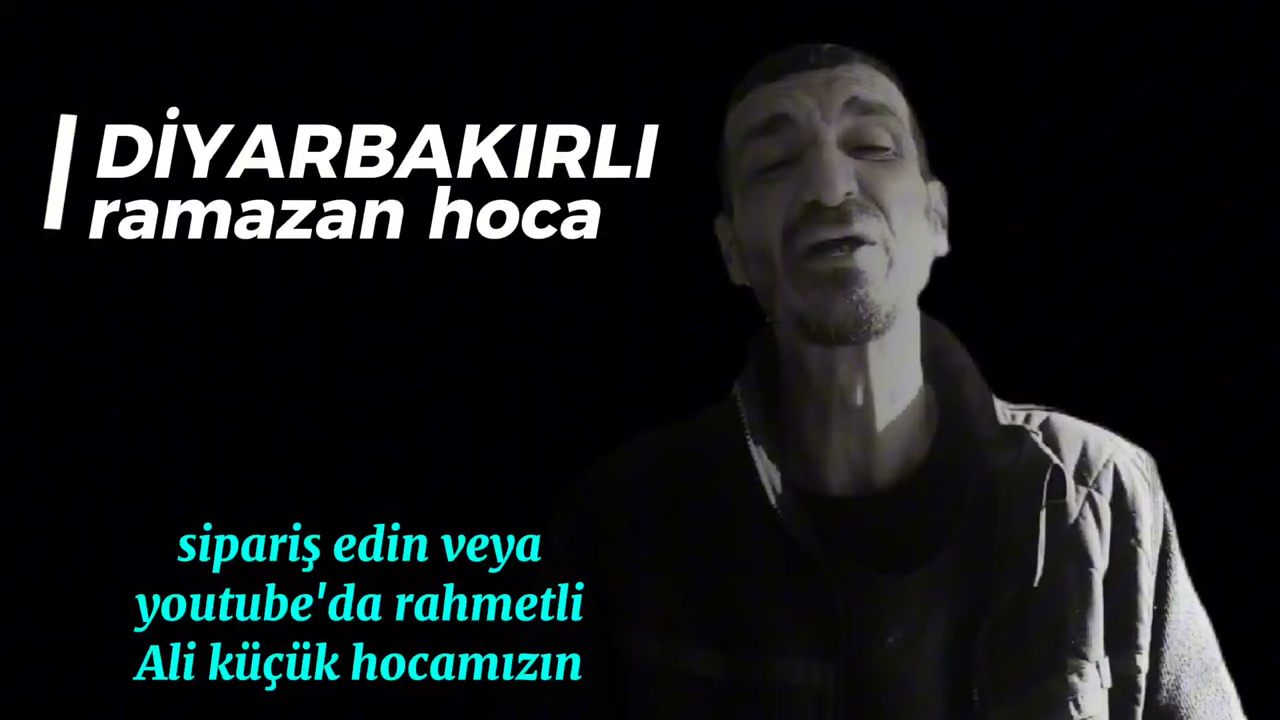 DİYARBAKIRLI
ramazan hoca
sipariş edin veya
youtube'da rahmetli
Ali küçük hocamızın